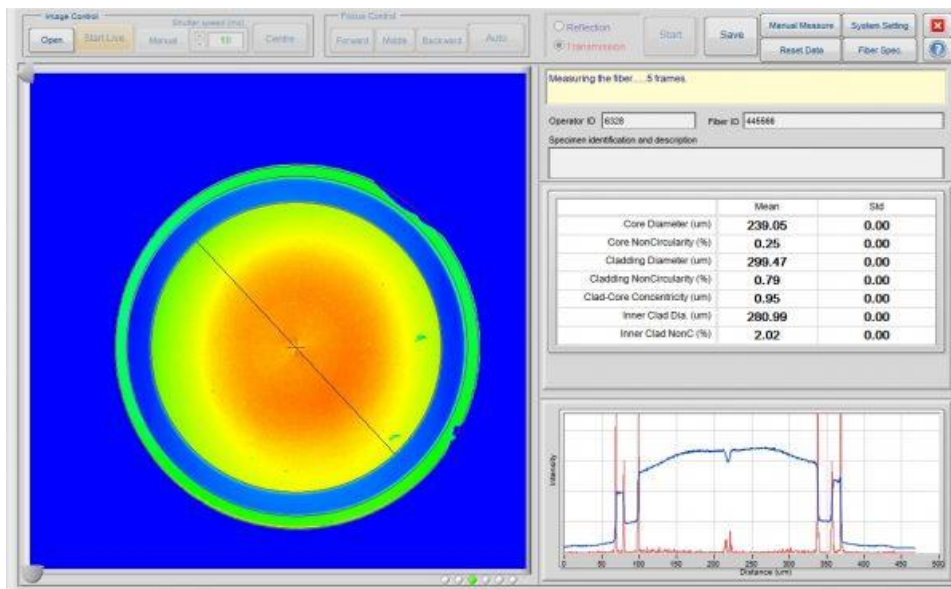 Image Control
Shutter speed (ms)
Open
Start Live
Manual
10
Centre
Focus Control
Forward
Middle
Backward
Auto
Reflection
Transmission
Start
Save
Manual Measure
System Setting
Reset Data
Fiber Spec.
Measuring the fiber.....5 frames.
Operator ID 6328 Fiber ID 445566
Specimen identification and description
Mean Std
Core Diameter (um) 239.05 0.00
Core NonCircularity (%) 0.25 0.00
Cladding Diameter (um) 299.47 0.00
Cladding NonCircularity (%) 0.79 0.00
Clad-Core Concentricity (um) 0.95 0.00
Inner Clad Dia. (um) 280.99 0.00
Inner Clad NonC (%) 2.02 0.00
Intensity
0 50 100 150 200 250 300 350 400 450 500
Distance (um)